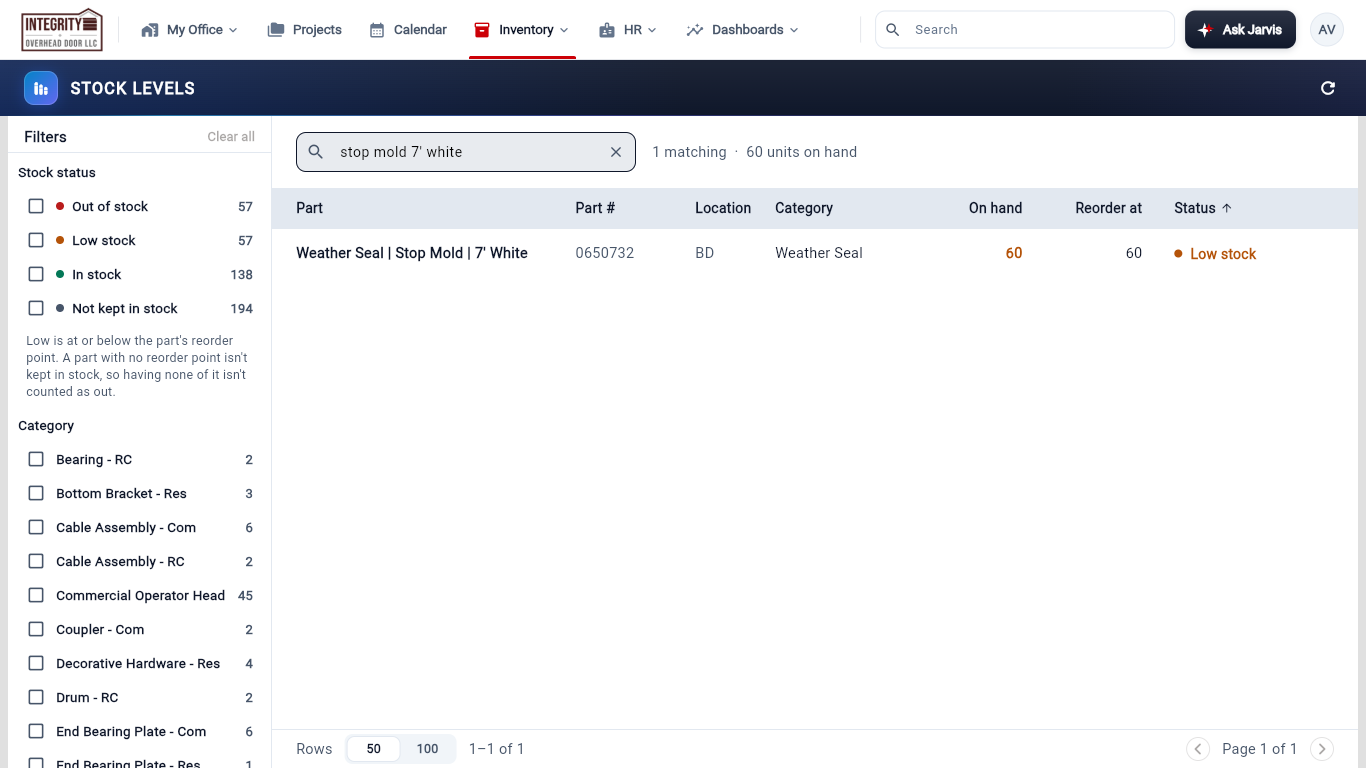 INTEGRITY
OVERHEAD DOOR LLC
My Office
Projects
Calendar
Inventory
HR
Dashboards
Search
Ask Jarvis
AV
STOCK LEVELS
Filters
Clear all
Stock status
Out of stock 57
Low stock 57
In stock 138
Not kept in stock 194
Low is at or below the part's reorder
point. A part with no reorder point isn't
kept in stock, so having none of it isn't
counted as out.
Category
Bearing - RC 2
Bottom Bracket - Res 3
Cable Assembly - Com 6
Cable Assembly - RC 2
Commercial Operator Head 45
Coupler - Com 2
Decorative Hardware - Res 4
Drum - RC 2
End Bearing Plate - Com 6
End Bearing Plate - Res 1
stop mold 7' white
1 matching · 60 units on hand
Part Part # Location Category On hand Reorder at Status
Weather Seal | Stop Mold | 7' White 0650732 BD Weather Seal 60 60 Low stock
Rows 50 100 1–1 of 1
Page 1 of 1